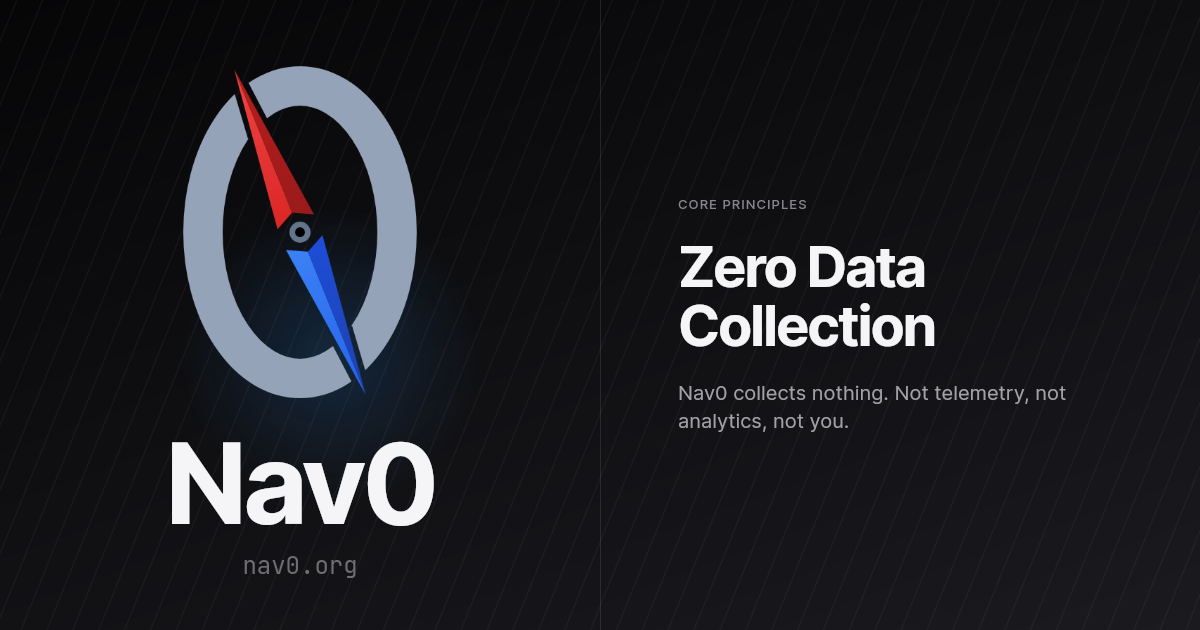 Nav0
nav0.org
CORE PRINCIPLES
Zero Data
Collection
Nav0 collects nothing. Not telemetry, not
analytics, not you.